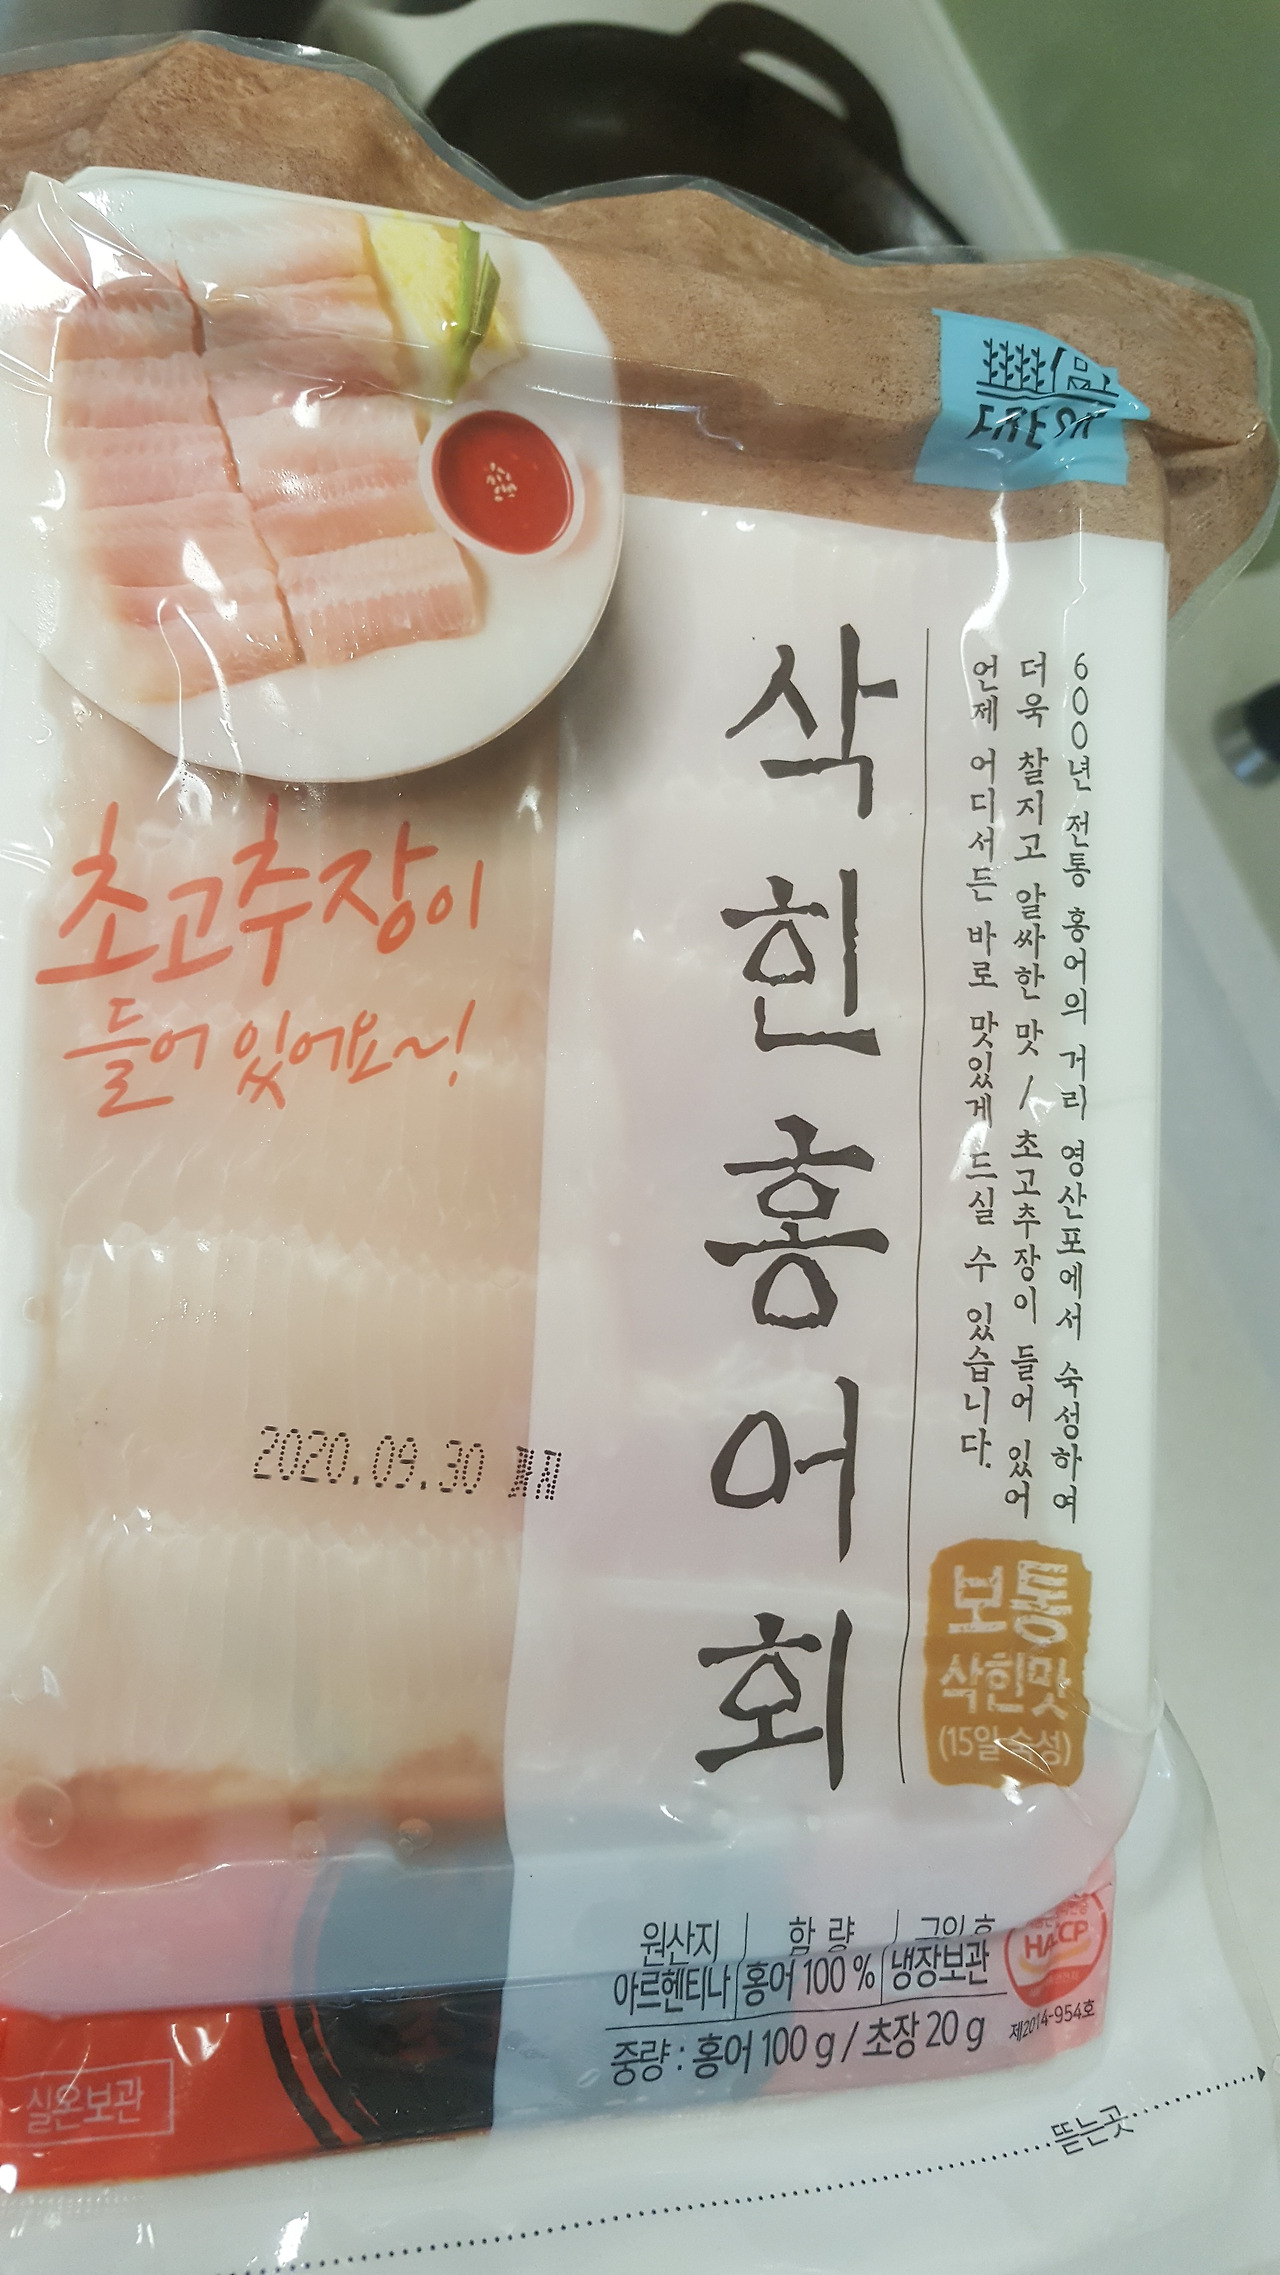 600년 전통 홍어의 거리 영산포에서 숙성하여
더욱 찰지고 알싸한 맛 / 초고추장이 들어 있어
언제 어디서든 바로 맛있게 드실 수 있습니다.
삭힌홍어회
초고추장이
들어 있어요~!
2020.09.30
보통
삭힌맛
(15일 숙성)
원산지 함 량
아르헨티나 홍어 100 % 냉장보관
중량 : 홍어 100 g / 초장 20 g
HACCP
제2014-954호
실온보관
뜯는곳